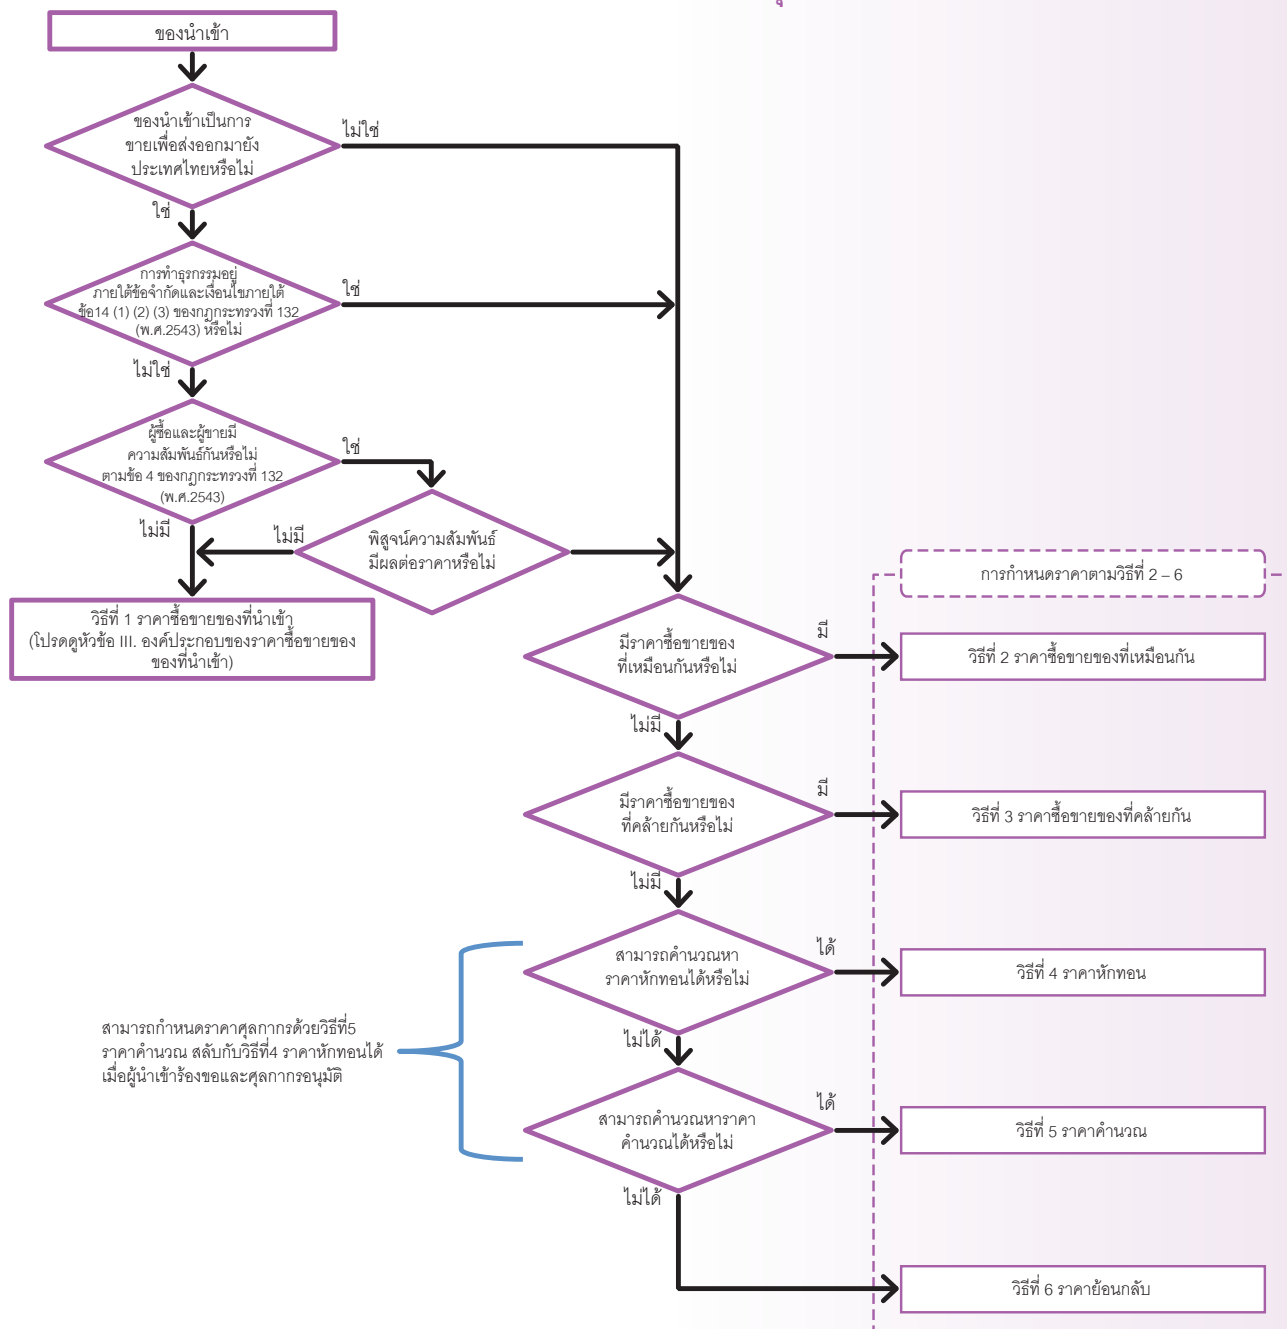 ของนำเข้า
ของนำเข้าเป็นการ
ขายเพื่อส่งออกมายัง
ประเทศไทยหรือไม่
ไม่ใช่
ใช่
การทำธุรกรรมอยู่
ภายใต้ข้อจำกัดและเงื่อนไขภายใต้
ข้อ14 (1) (2) (3) ของกฎกระทรวงที่ 132
(พ.ศ.2543) หรือไม่
ใช่
ไม่ใช่
ผู้ซื้อและผู้ขายมี
ความสัมพันธ์กันหรือไม่
ตามข้อ 4 ของกฎกระทรวงที่ 132
(พ.ศ.2543)
ใช่
ไม่มี
ไม่มี
พิสูจน์ความสัมพันธ์
มีผลต่อราคาหรือไม่
วิธีที่ 1 ราคาซื้อขายของที่นำเข้า
(โปรดดูหัวข้อ III. องค์ประกอบของราคาซื้อขายของ
ของที่นำเข้า)
การกำหนดราคาตามวิธีที่ 2 – 6
มีราคาซื้อขายของ
ที่เหมือนกันหรือไม่
มี
วิธีที่ 2 ราคาซื้อขายของที่เหมือนกัน
ไม่มี
มีราคาซื้อขายของ
ที่คล้ายกันหรือไม่
มี
วิธีที่ 3 ราคาซื้อขายของที่คล้ายกัน
ไม่มี
สามารถคำนวณหา
ราคาหักทอนได้หรือไม่
ได้
วิธีที่ 4 ราคาหักทอน
ไม่ได้
สามารถกำหนดราคาศุลกาการด้วยวิธีที่5
ราคาคำนวณ สลับกับวิธีที่4 ราคาหักทอนได้
เมื่อผู้นำเข้าร้องขอและศุลกาการอนุมัติ
สามารถคำนวณหาราคา
คำนวณได้หรือไม่
ได้
วิธีที่ 5 ราคาคำนวณ
ไม่ได้
วิธีที่ 6 ราคาย้อนกลับ